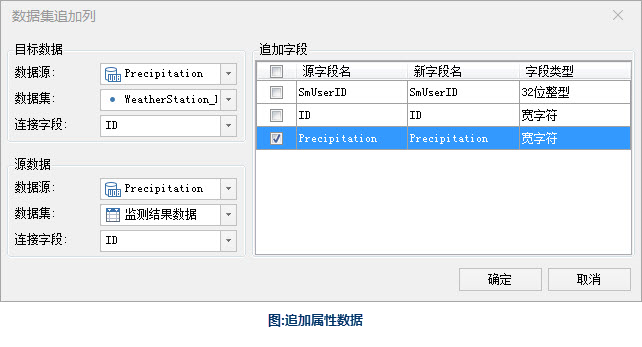 数据集追加列
目标数据
数据源: Precipitation
数据集: WeatherStation_
连接字段: ID
源数据
数据源: Precipitation
数据集: 监测结果数据
连接字段: ID
追加字段
源字段名 新字段名 字段类型
SmUserID SmUserID 32位整型
ID ID 宽字符
Precipitation Precipitation 宽字符
确定 取消
图:追加属性数据